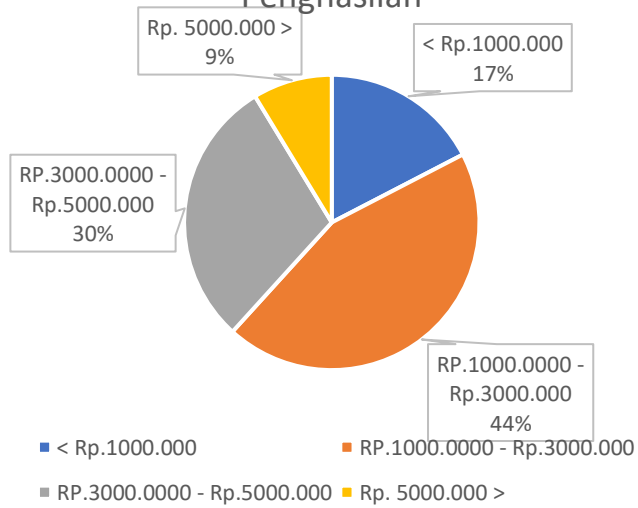 Penghasilan
Rp. 5000.000 >
9%
< Rp.1000.000
17%
RP.3000.0000 -
Rp.5000.000
30%
RP.1000.0000 -
Rp.3000.000
44%
< Rp.1000.000
RP.1000.0000 - Rp.3000.000
RP.3000.0000 - Rp.5000.000
Rp. 5000.000 >